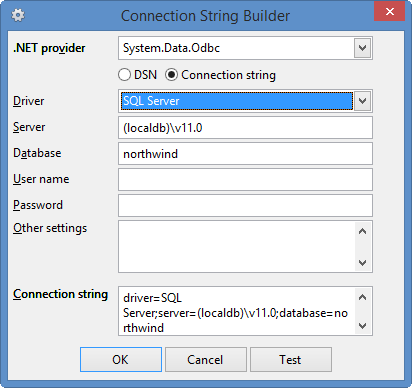 Connection String Builder
.NET provider System.Data.Odbc
DSN Connection string
Driver SQL Server
Server (localdb)\v11.0
Database northwind
User name
Password
Other settings
Connection string driver=SQL
Server;server=(localdb)\v11.0;database=no
rthwind
OK Cancel Test